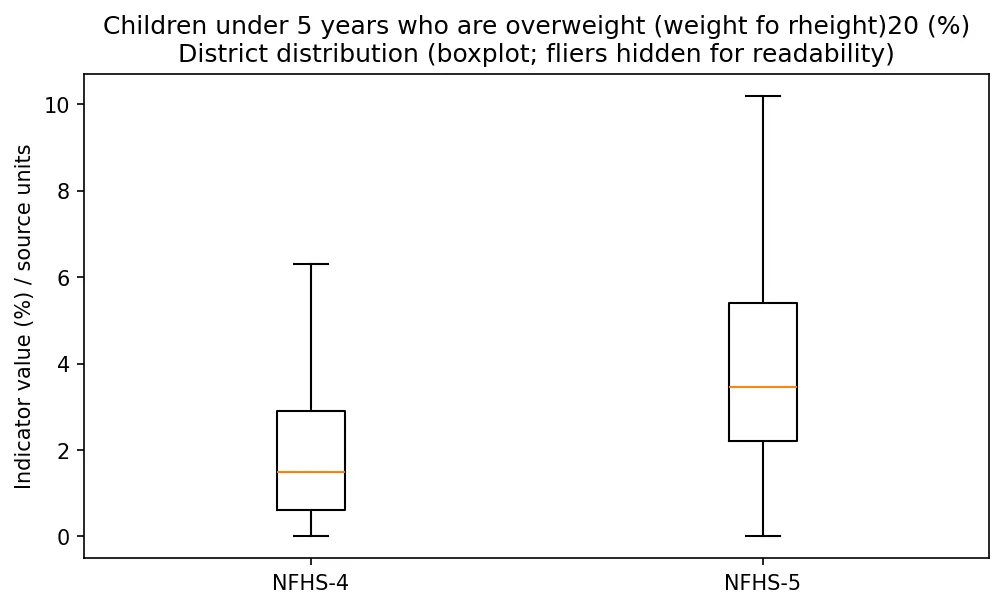 Children under 5 years who are overweight (weight fo rheight)20 (%)
District distribution (boxplot; fliers hidden for readability)
Indicator value (%) / source units
10
8
6
4
2
0
NFHS-4
NFHS-5